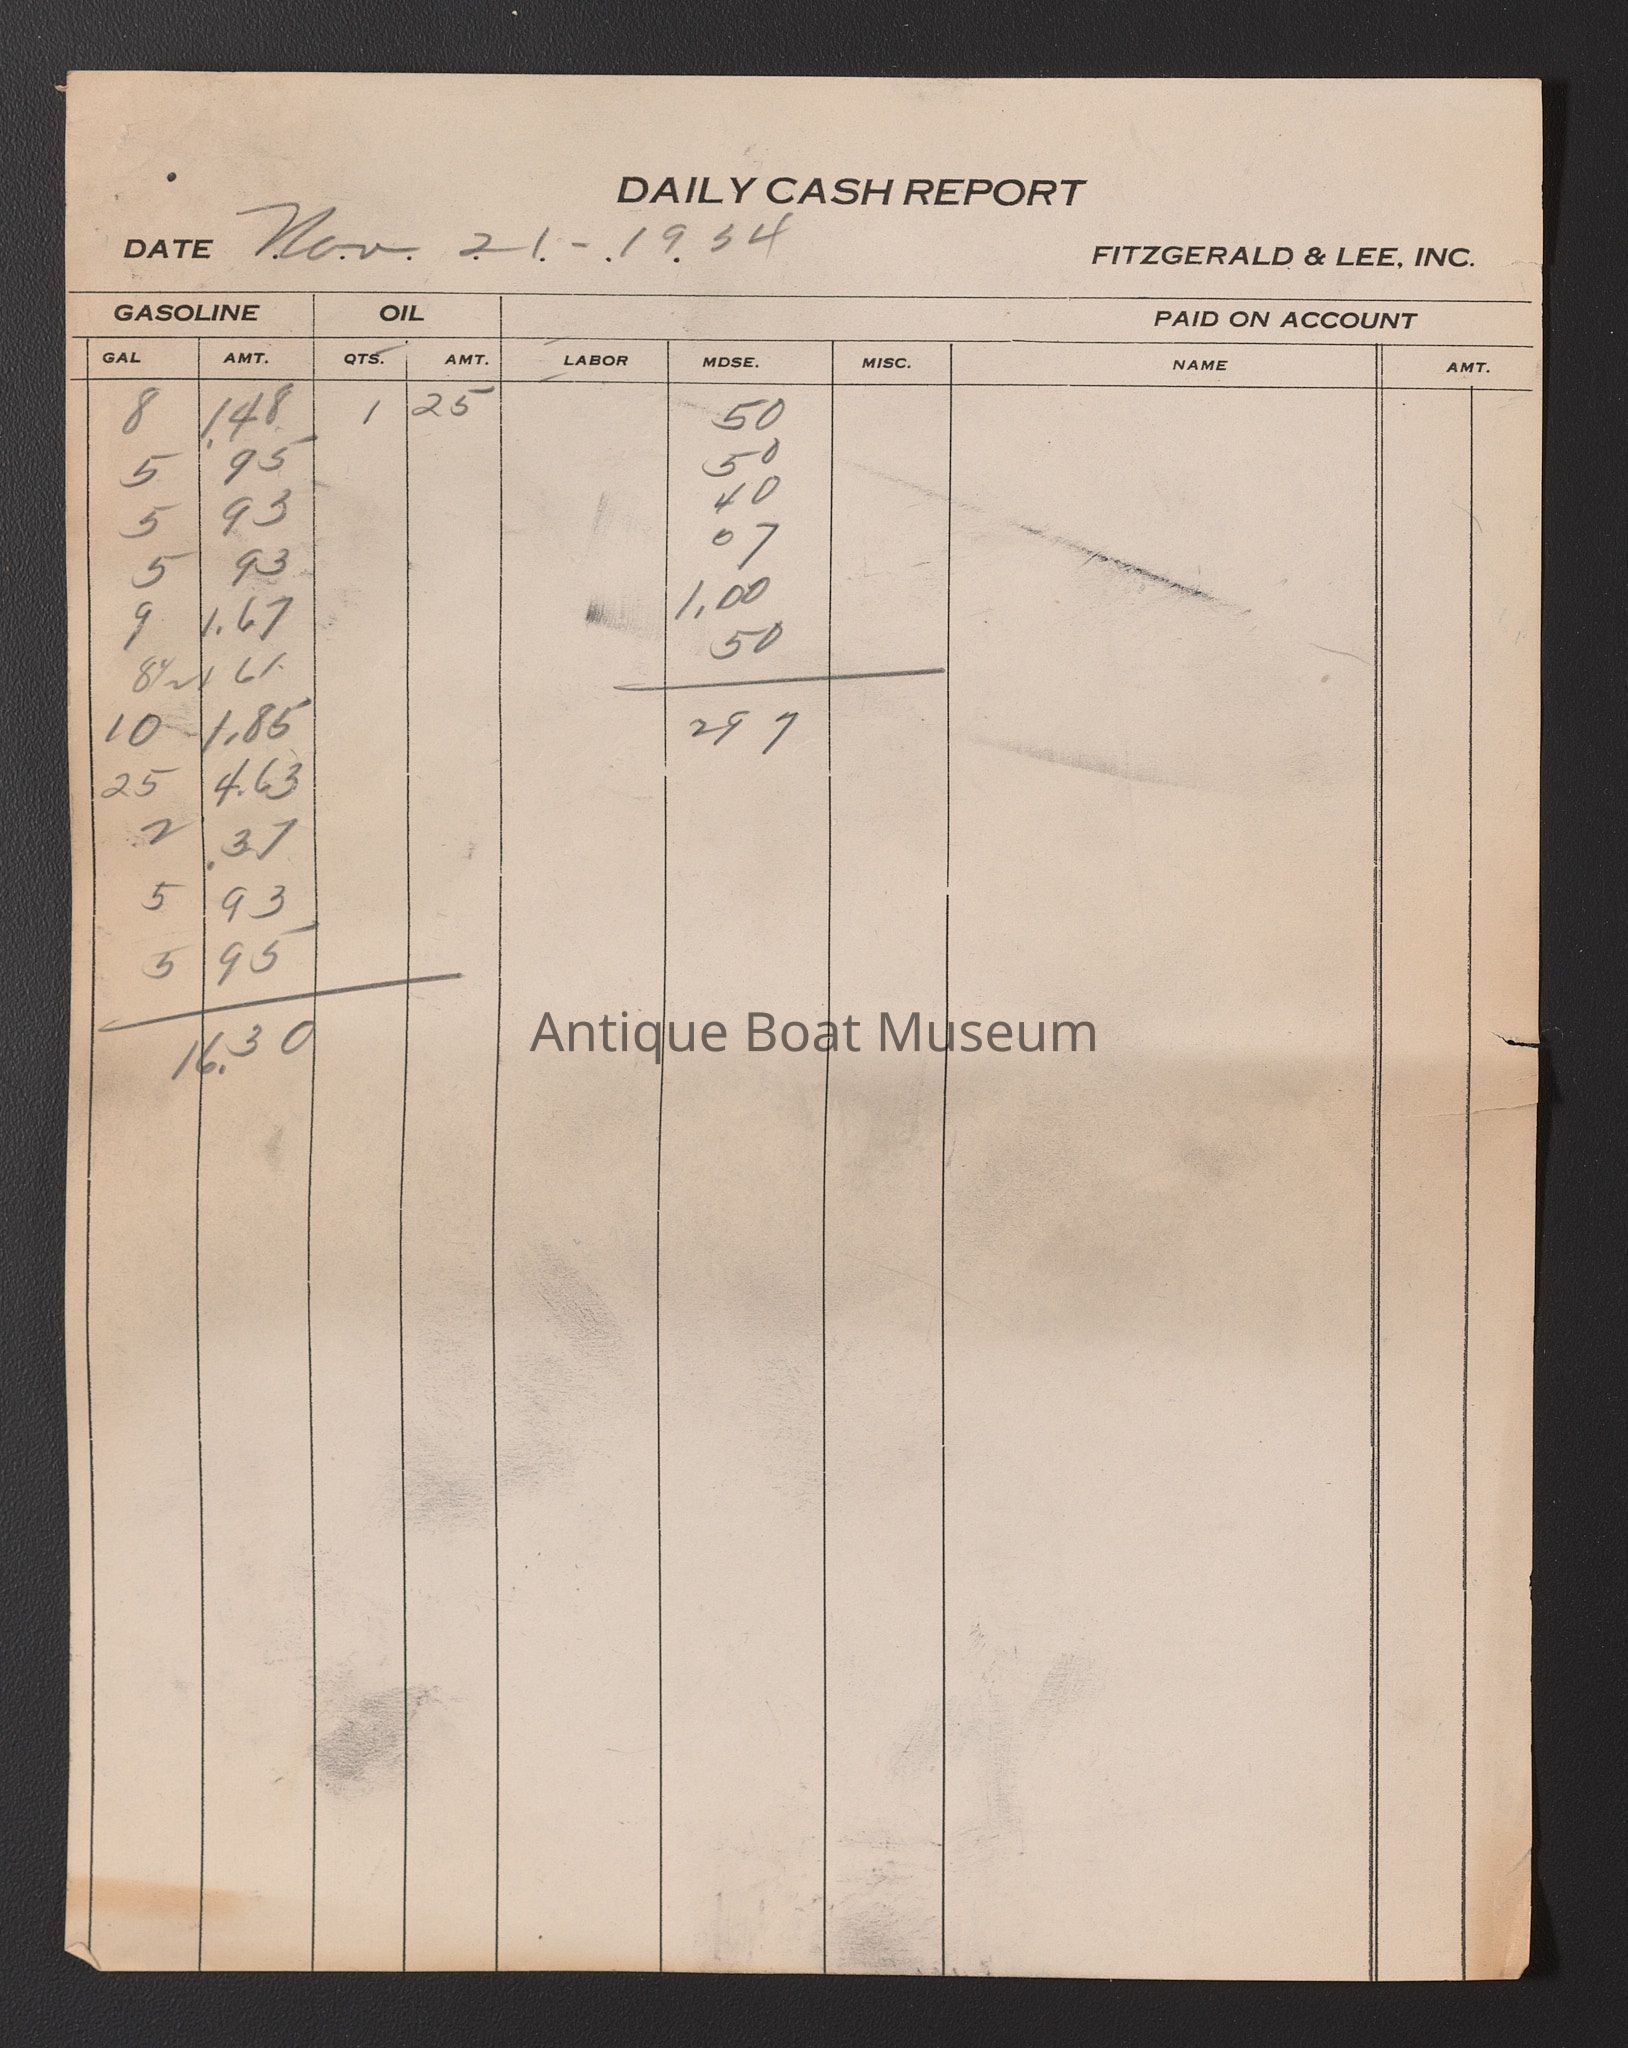 DAILY CASH REPORT
DATE Nov. 21 - 1934 FITZGERALD & LEE, INC.
GASOLINE OIL PAID ON ACCOUNT
GAL AMT. QTS. AMT. LABOR MDSE. MISC. NAME AMT.
8 1.48 1 25 50
5 95 50
5 93 40
5 93 07
9 1.67 1.00
1 61 50
10 1.85 2 97
25 4.63
2 .37
5 93
5 95
16.30
Antique Boat Museum